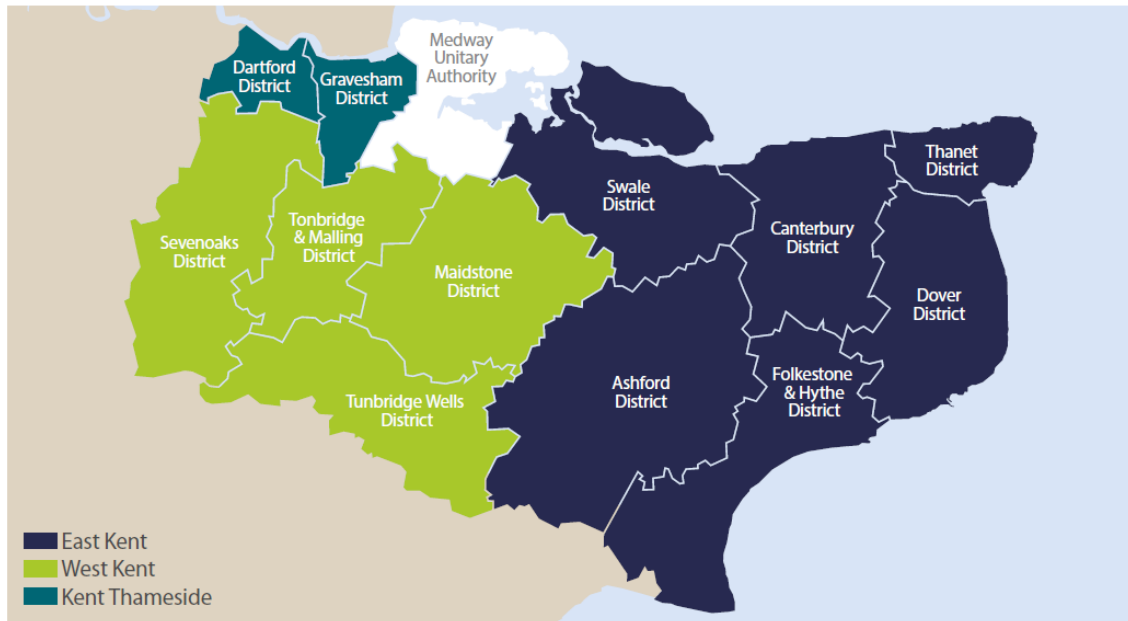 Medway
Unitary
Authority
Dartford
District
Gravesham
District
Thanet
District
Swale
District
Canterbury
District
Tonbridge
& Malling
District
Sevenoaks
District
Maidstone
District
Dover
District
Ashford
District
Folkestone
& Hythe
District
Tunbridge Wells
District
East Kent
West Kent
Kent Thameside